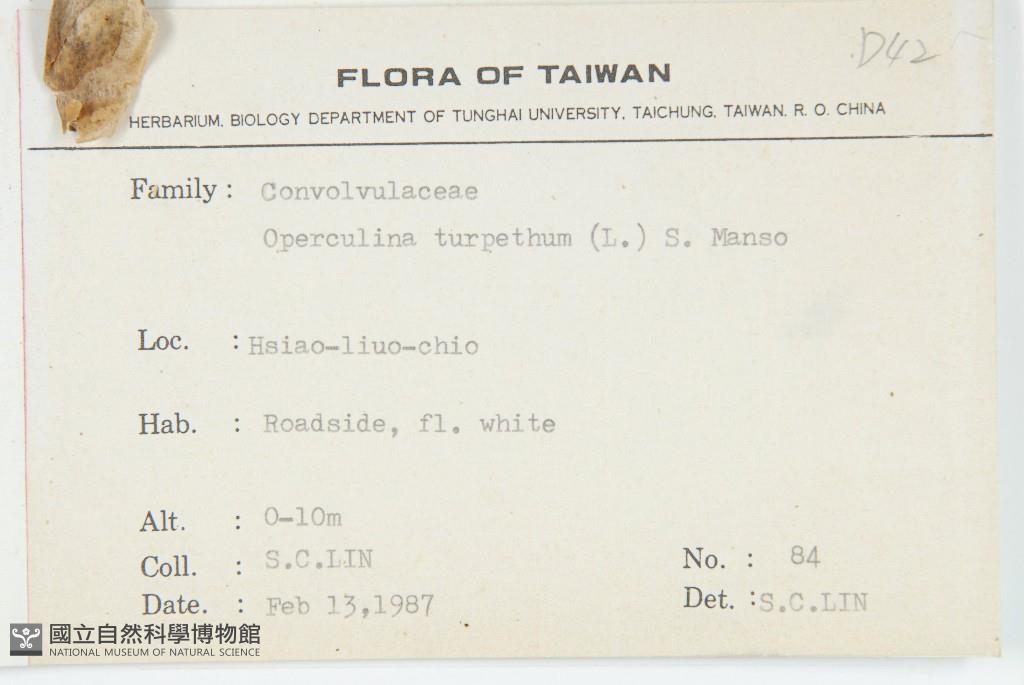 D42
FLORA OF TAIWAN
HERBARIUM, BIOLOGY DEPARTMENT OF TUNGHAI UNIVERSITY, TAICHUNG, TAIWAN. R. O. CHINA
Family : Convolvulaceae
Operculina turpethum (L.) S. Manso
Loc. : Hsiao-liuo-chio
Hab. : Roadside, fl. white
Alt. : 0-10m
Coll. : S.C.LIN No. : 84
Date. : Feb 13,1987 Det. : S.C.LIN
國立自然科學博物館
NATIONAL MUSEUM OF NATURAL SCIENCE